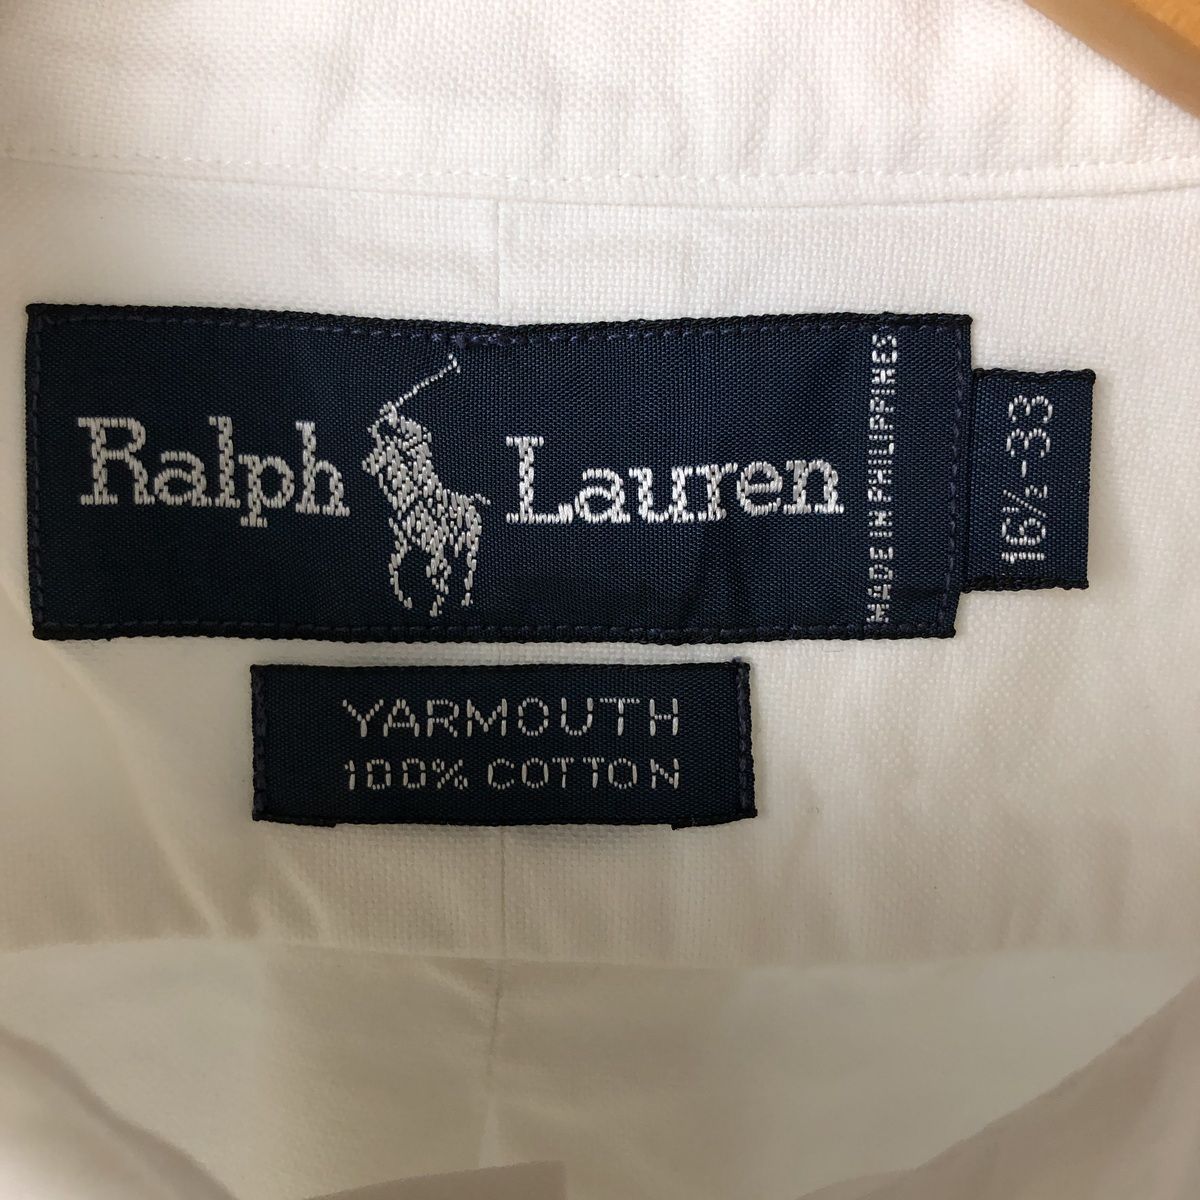 Ralph Lauren
MADE IN PHILIPPINES
16½-33
YARMOUTH
100% COTTON